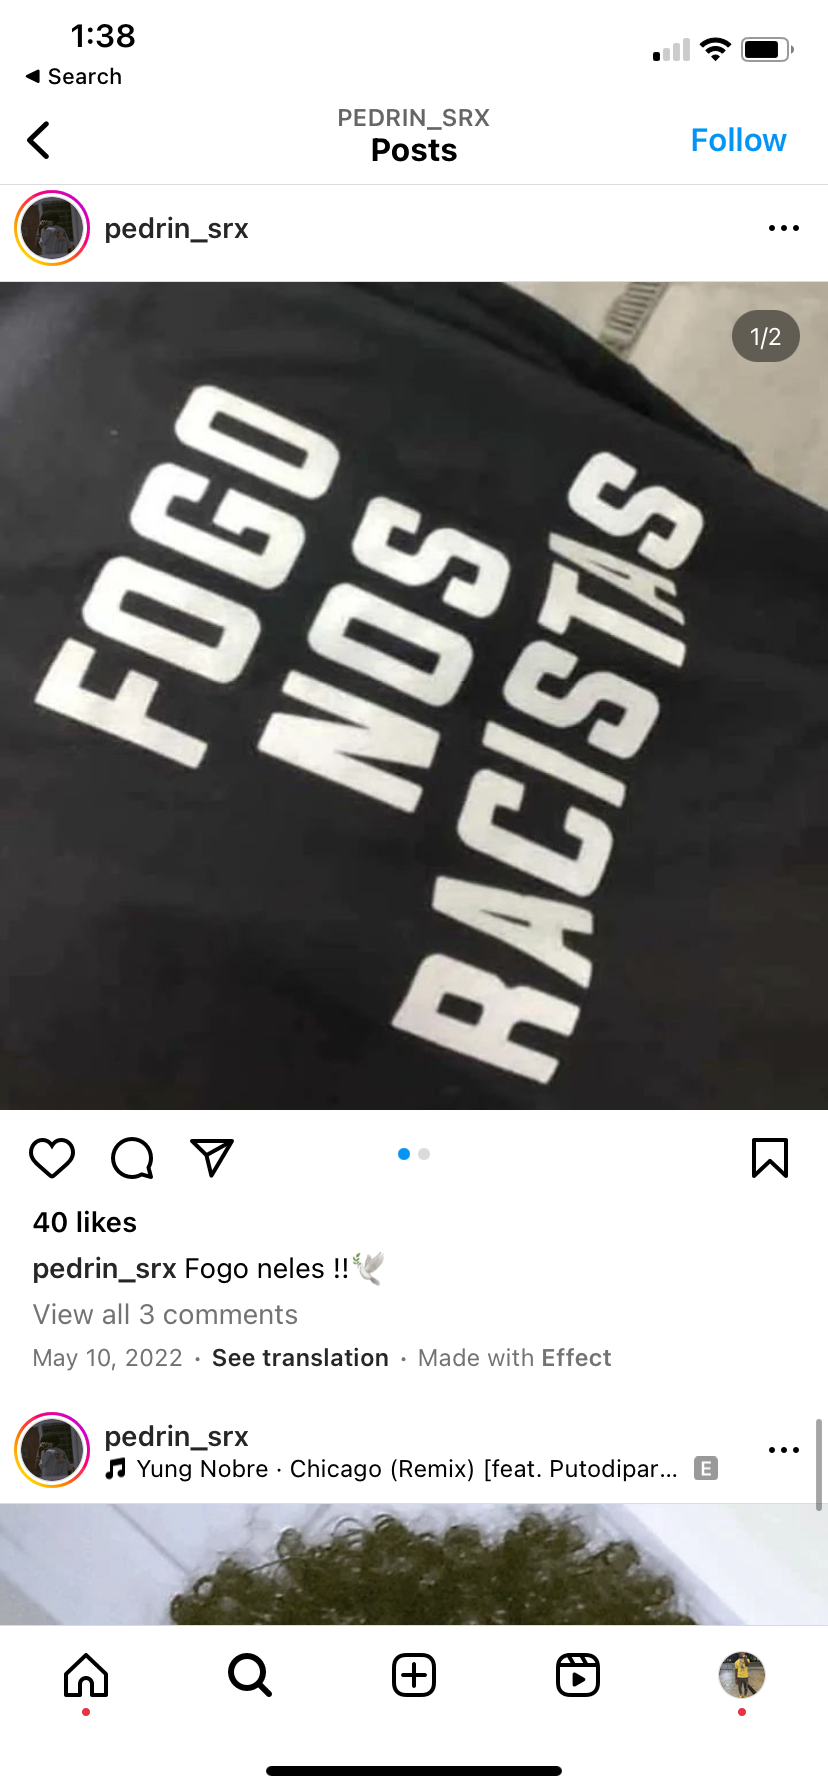 1:38
Search
PEDRIN_SRX
Posts
Follow
pedrin_srx
1/2
FOGO
NOS
RACISTAS
40 likes
pedrin_srx Fogo neles !!🕊
View all 3 comments
May 10, 2022 · See translation · Made with Effect
pedrin_srx
Yung Nobre · Chicago (Remix) [feat. Putodipar... E